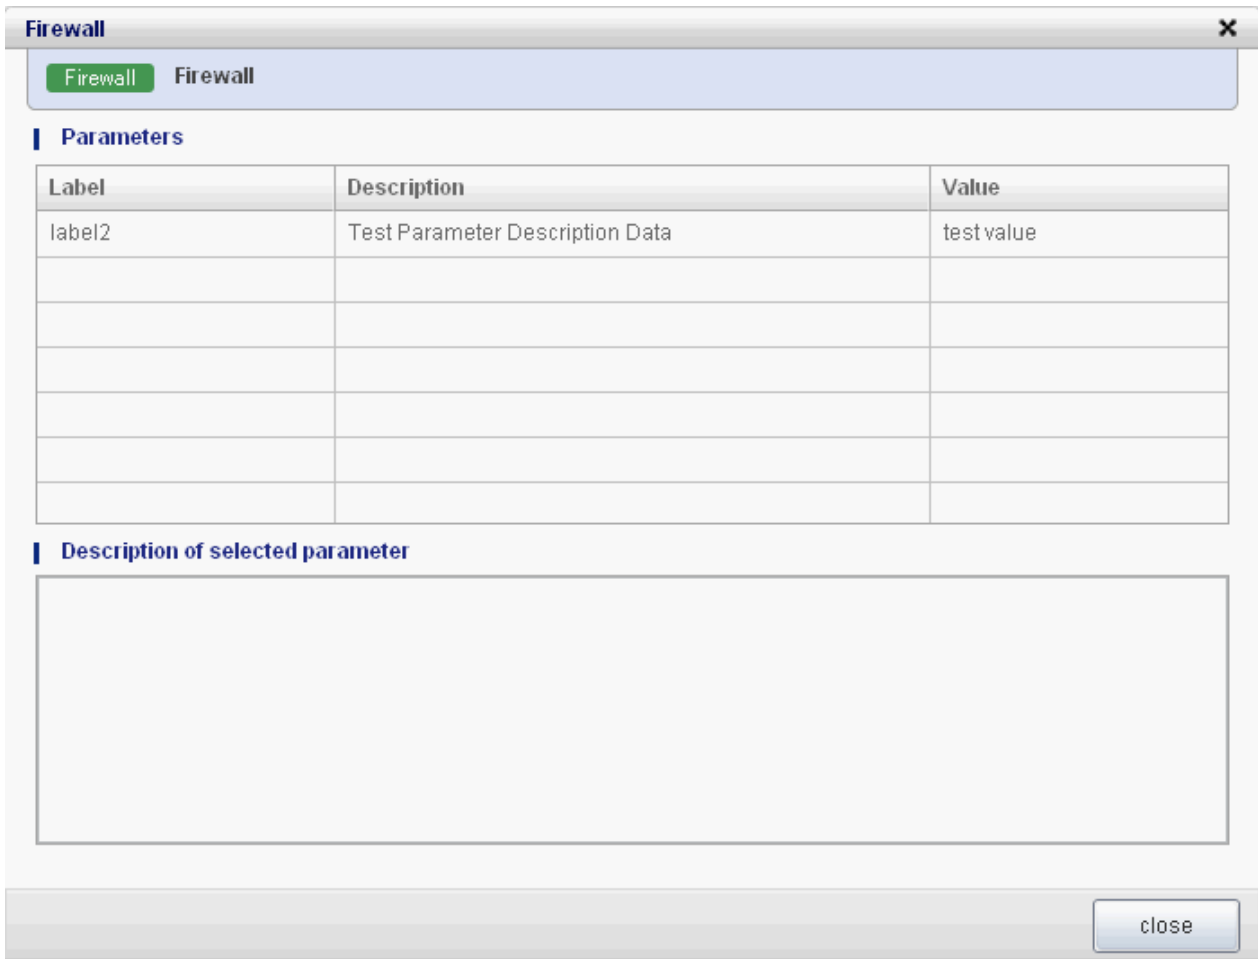 Firewall
Firewall Firewall
Parameters
Label Description Value
label2 Test Parameter Description Data test value
Description of selected parameter
close